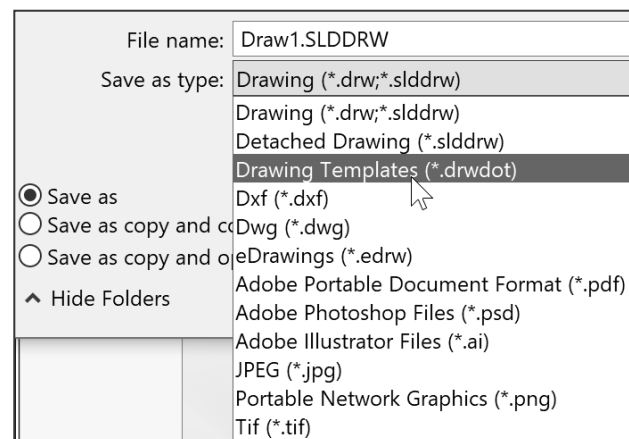 File name: Draw1.SLDDRW
Save as type: Drawing (*.drw;*.slddrw)
Drawing (*.drw;*.slddrw)
Detached Drawing (*.slddrw)
Drawing Templates (*.drwdot)
Save as
Dxf (*.dxf)
Save as copy and
Dwg (*.dwg)
Save as copy and
eDrawings (*.edrw)
Adobe Portable Document Format (*.pdf)
Hide Folders
Adobe Photoshop Files (*.psd)
Adobe Illustrator Files (*.ai)
JPEG (*.jpg)
Portable Network Graphics (*.png)
Tif (*.tif)